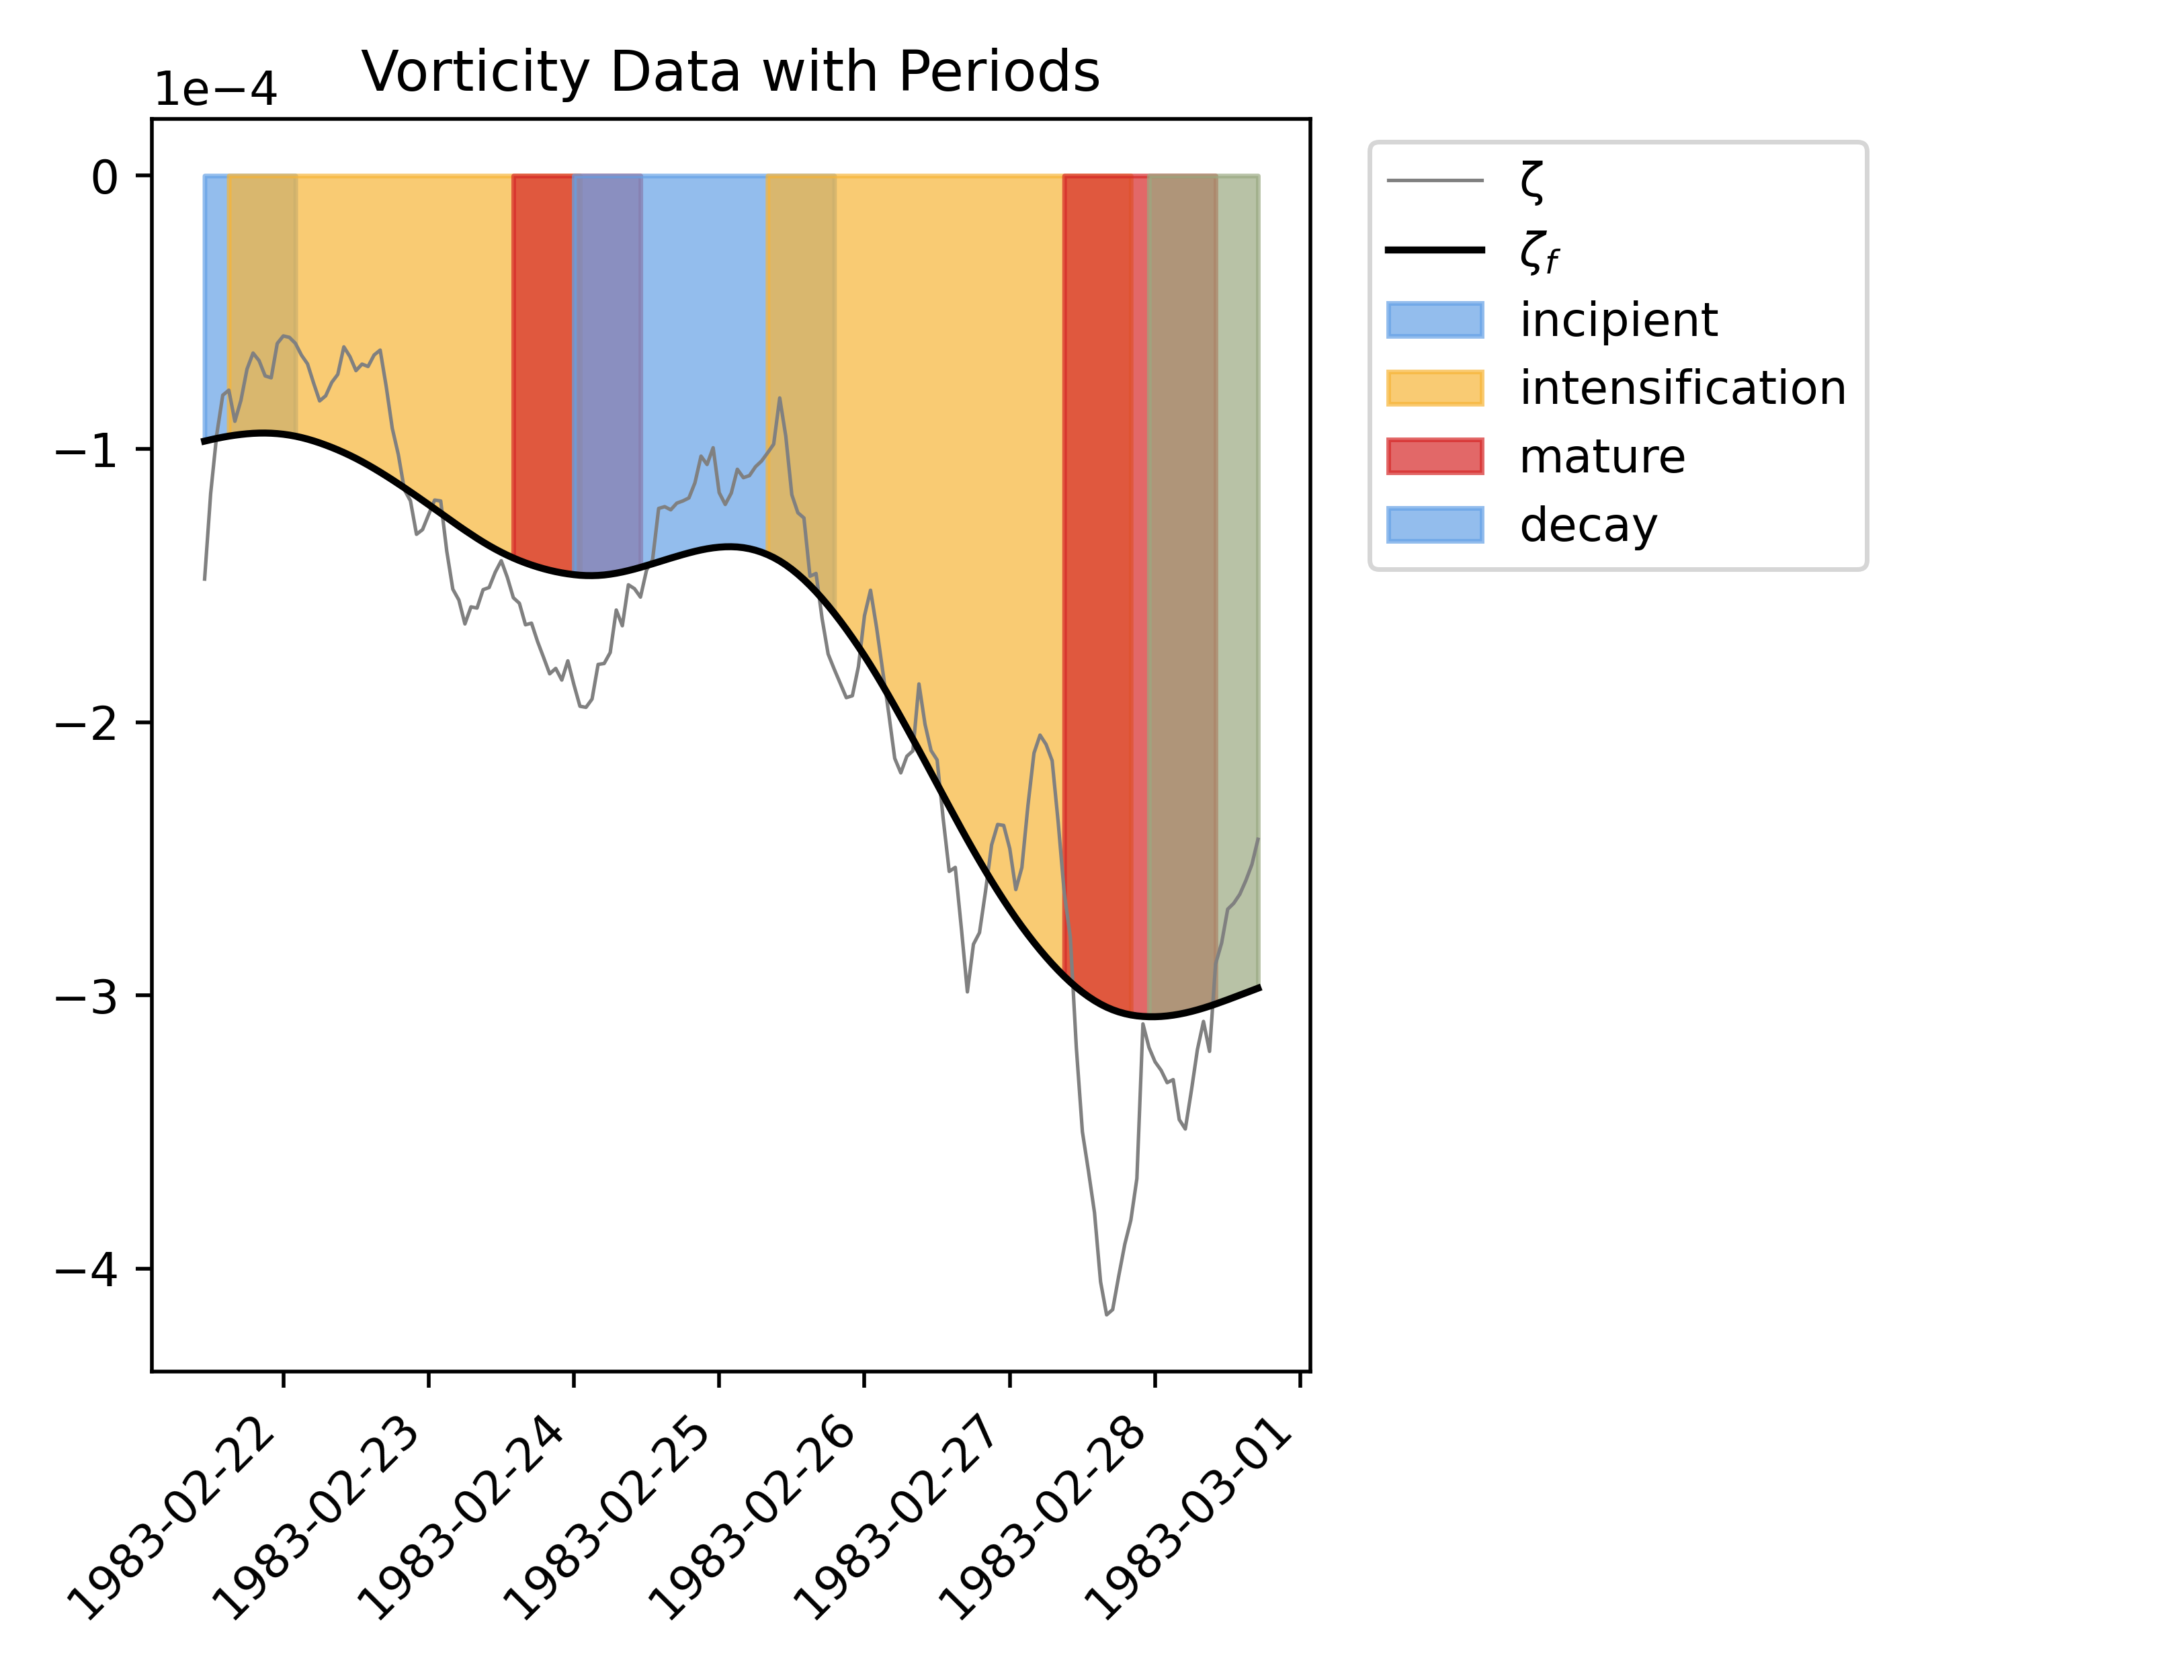 Vorticity Data with Periods
1e−4
0
−1
−2
−3
−4
1983-02-22
1983-02-23
1983-02-24
1983-02-25
1983-02-26
1983-02-27
1983-02-28
1983-03-01
ζ
ζf
incipient
intensification
mature
decay